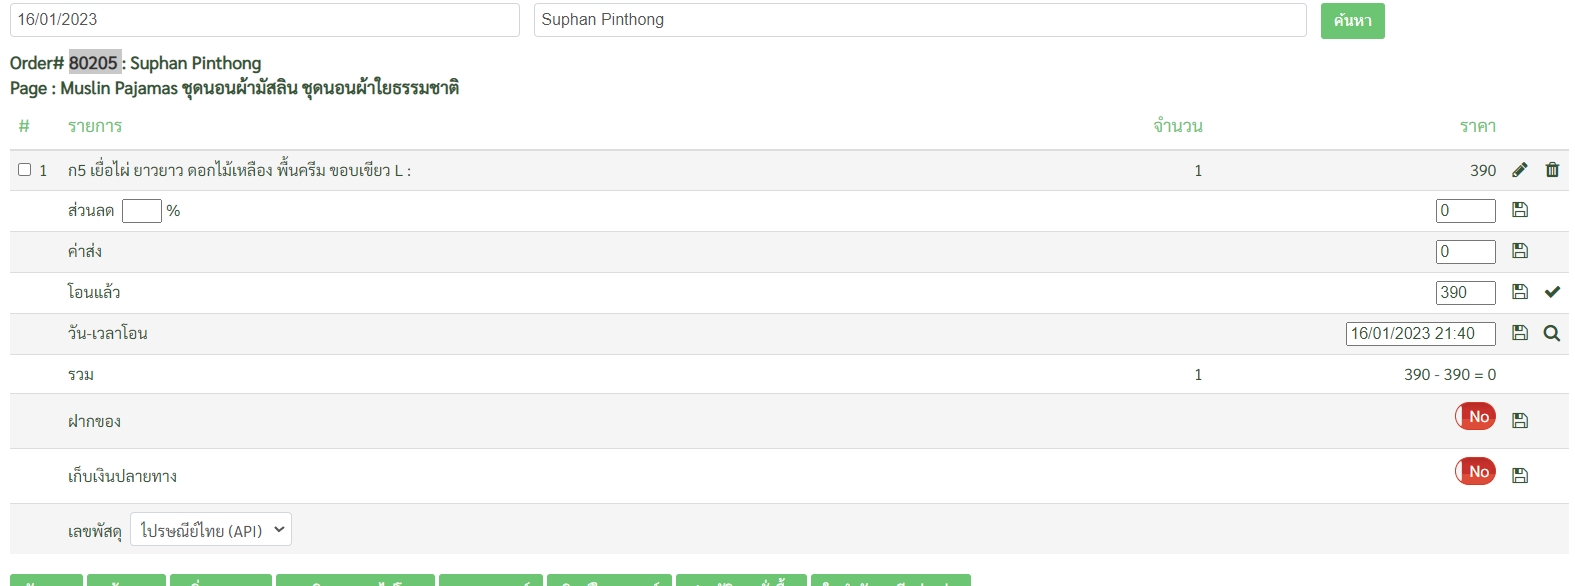 16/01/2023 Suphan Pinthong ค้นหา
Order# 80205 : Suphan Pinthong
Page : Muslin Pajamas ชุดนอนผ้ามัสลิน ชุดนอนผ้าใยธรรมชาติ
# รายการ จำนวน ราคา
1 ก5 เยื่อไผ่ ยาวยาว ดอกไม้เหลือง พื้นครีม ขอบเขียว L : 1 390
ส่วนลด % 0
ค่าส่ง 0
โอนแล้ว 390
วัน-เวลาโอน 16/01/2023 21:40
รวม 1 390 - 390 = 0
ฝากของ No
เก็บเงินปลายทาง No
เลขพัสดุ ไปรษณีย์ไทย (API)